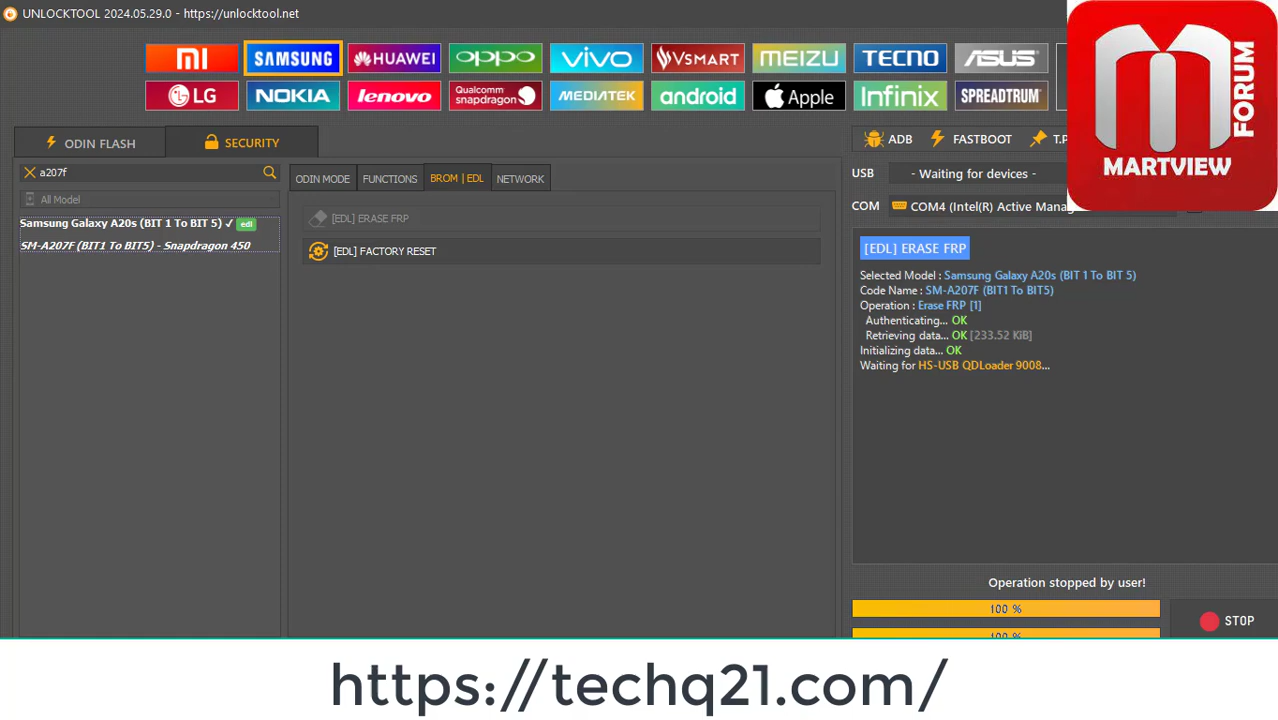 UNLOCKTOOL 2024.05.29.0 - https://unlocktool.net
mi SAMSUNG HUAWEI oppo vivo VSMART MEIZU TECNO ASUS
LG NOKIA lenovo Qualcomm snapdragon MEDIATEK android Apple Infinix SPREADTRUM
FORUM
MARTVIEW
ODIN FLASH SECURITY
ADB FASTBOOT T.P
a207f
All Model
Samsung Galaxy A20s (BIT 1 To BIT 5) ✓ edl
SM-A207F (BIT1 To BIT5) - Snapdragon 450
ODIN MODE FUNCTIONS BROM | EDL NETWORK
[EDL] ERASE FRP
[EDL] FACTORY RESET
USB - Waiting for devices -
COM COM4 (Intel(R) Active Manag
[EDL] ERASE FRP
Selected Model : Samsung Galaxy A20s (BIT 1 To BIT 5)
Code Name : SM-A207F (BIT1 To BIT5)
Operation : Erase FRP [1]
Authenticating... OK
Retrieving data... OK [233.52 KiB]
Initializing data... OK
Waiting for HS-USB QDLoader 9008...
Operation stopped by user!
100 %
100 %
STOP
https://techq21.com/